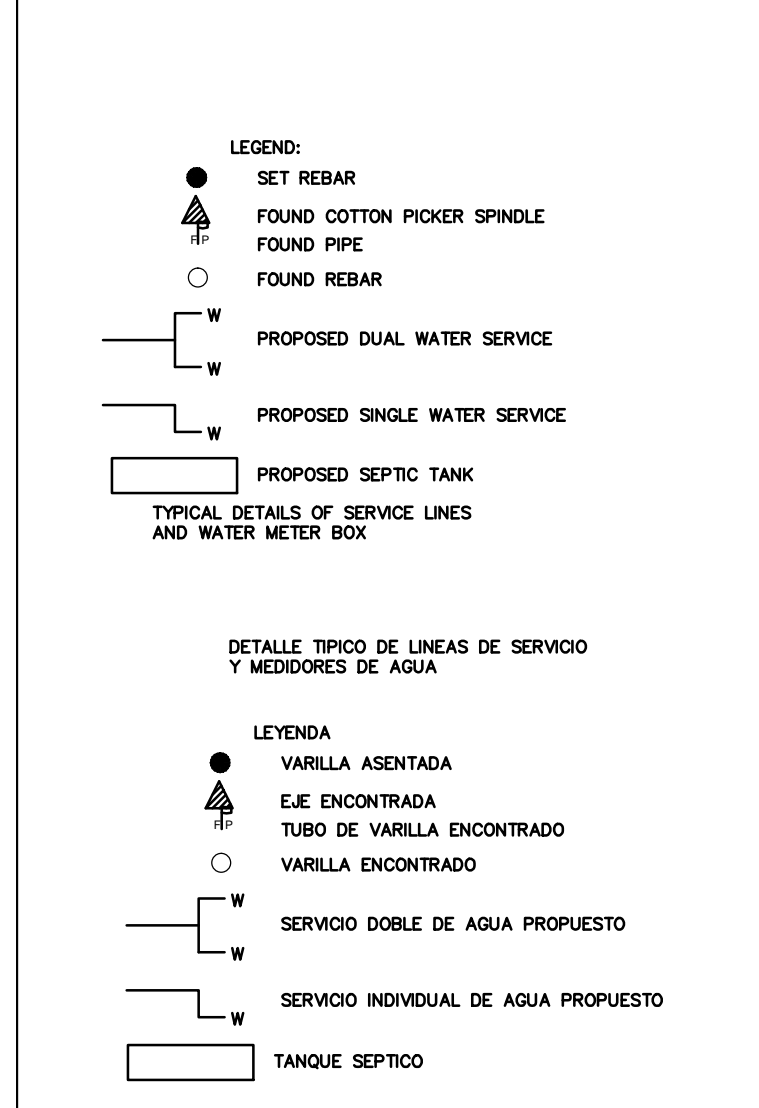 LEGEND:
SET REBAR
FOUND COTTON PICKER SPINDLE
FP
FOUND PIPE
FOUND REBAR
W
PROPOSED DUAL WATER SERVICE
W
PROPOSED SINGLE WATER SERVICE
W
PROPOSED SEPTIC TANK
TYPICAL DETAILS OF SERVICE LINES
AND WATER METER BOX
DETALLE TIPICO DE LINEAS DE SERVICIO
Y MEDIDORES DE AGUA
LEYENDA
VARILLA ASENTADA
EJE ENCONTRADA
FP
TUBO DE VARILLA ENCONTRADO
VARILLA ENCONTRADO
W
SERVICIO DOBLE DE AGUA PROPUESTO
W
SERVICIO INDIVIDUAL DE AGUA PROPUESTO
W
TANQUE SEPTICO